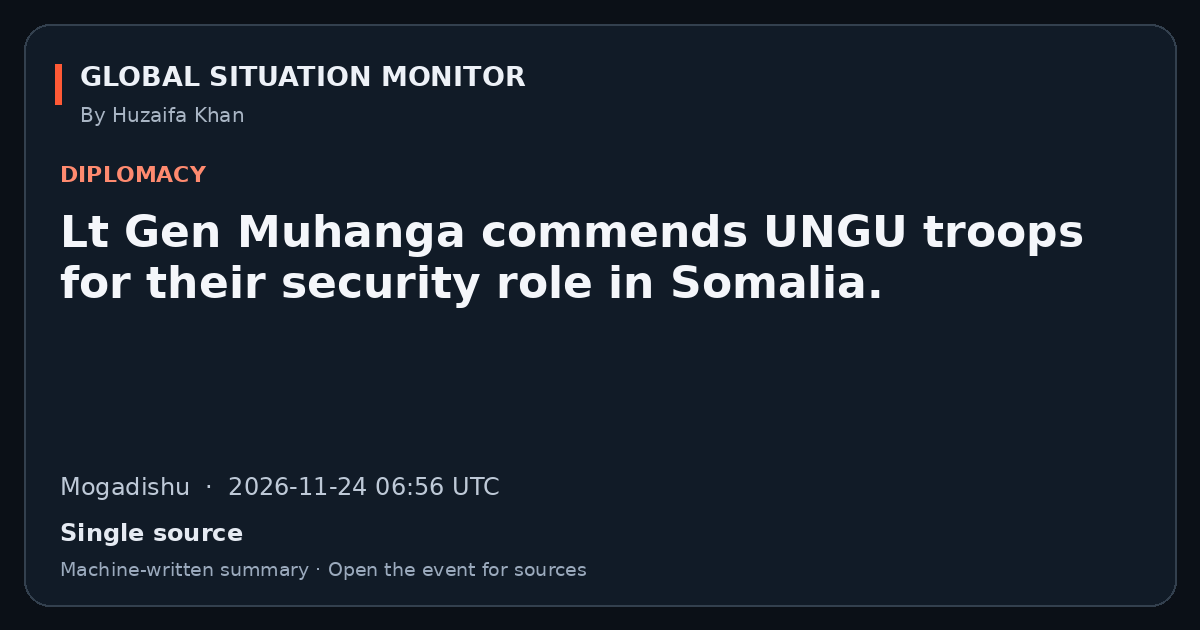 GLOBAL SITUATION MONITOR
By Huzaifa Khan
DIPLOMACY
Lt Gen Muhanga commends UNGU troops
for their security role in Somalia.
Mogadishu · 2026-11-24 06:56 UTC
Single source
Machine-written summary · Open the event for sources